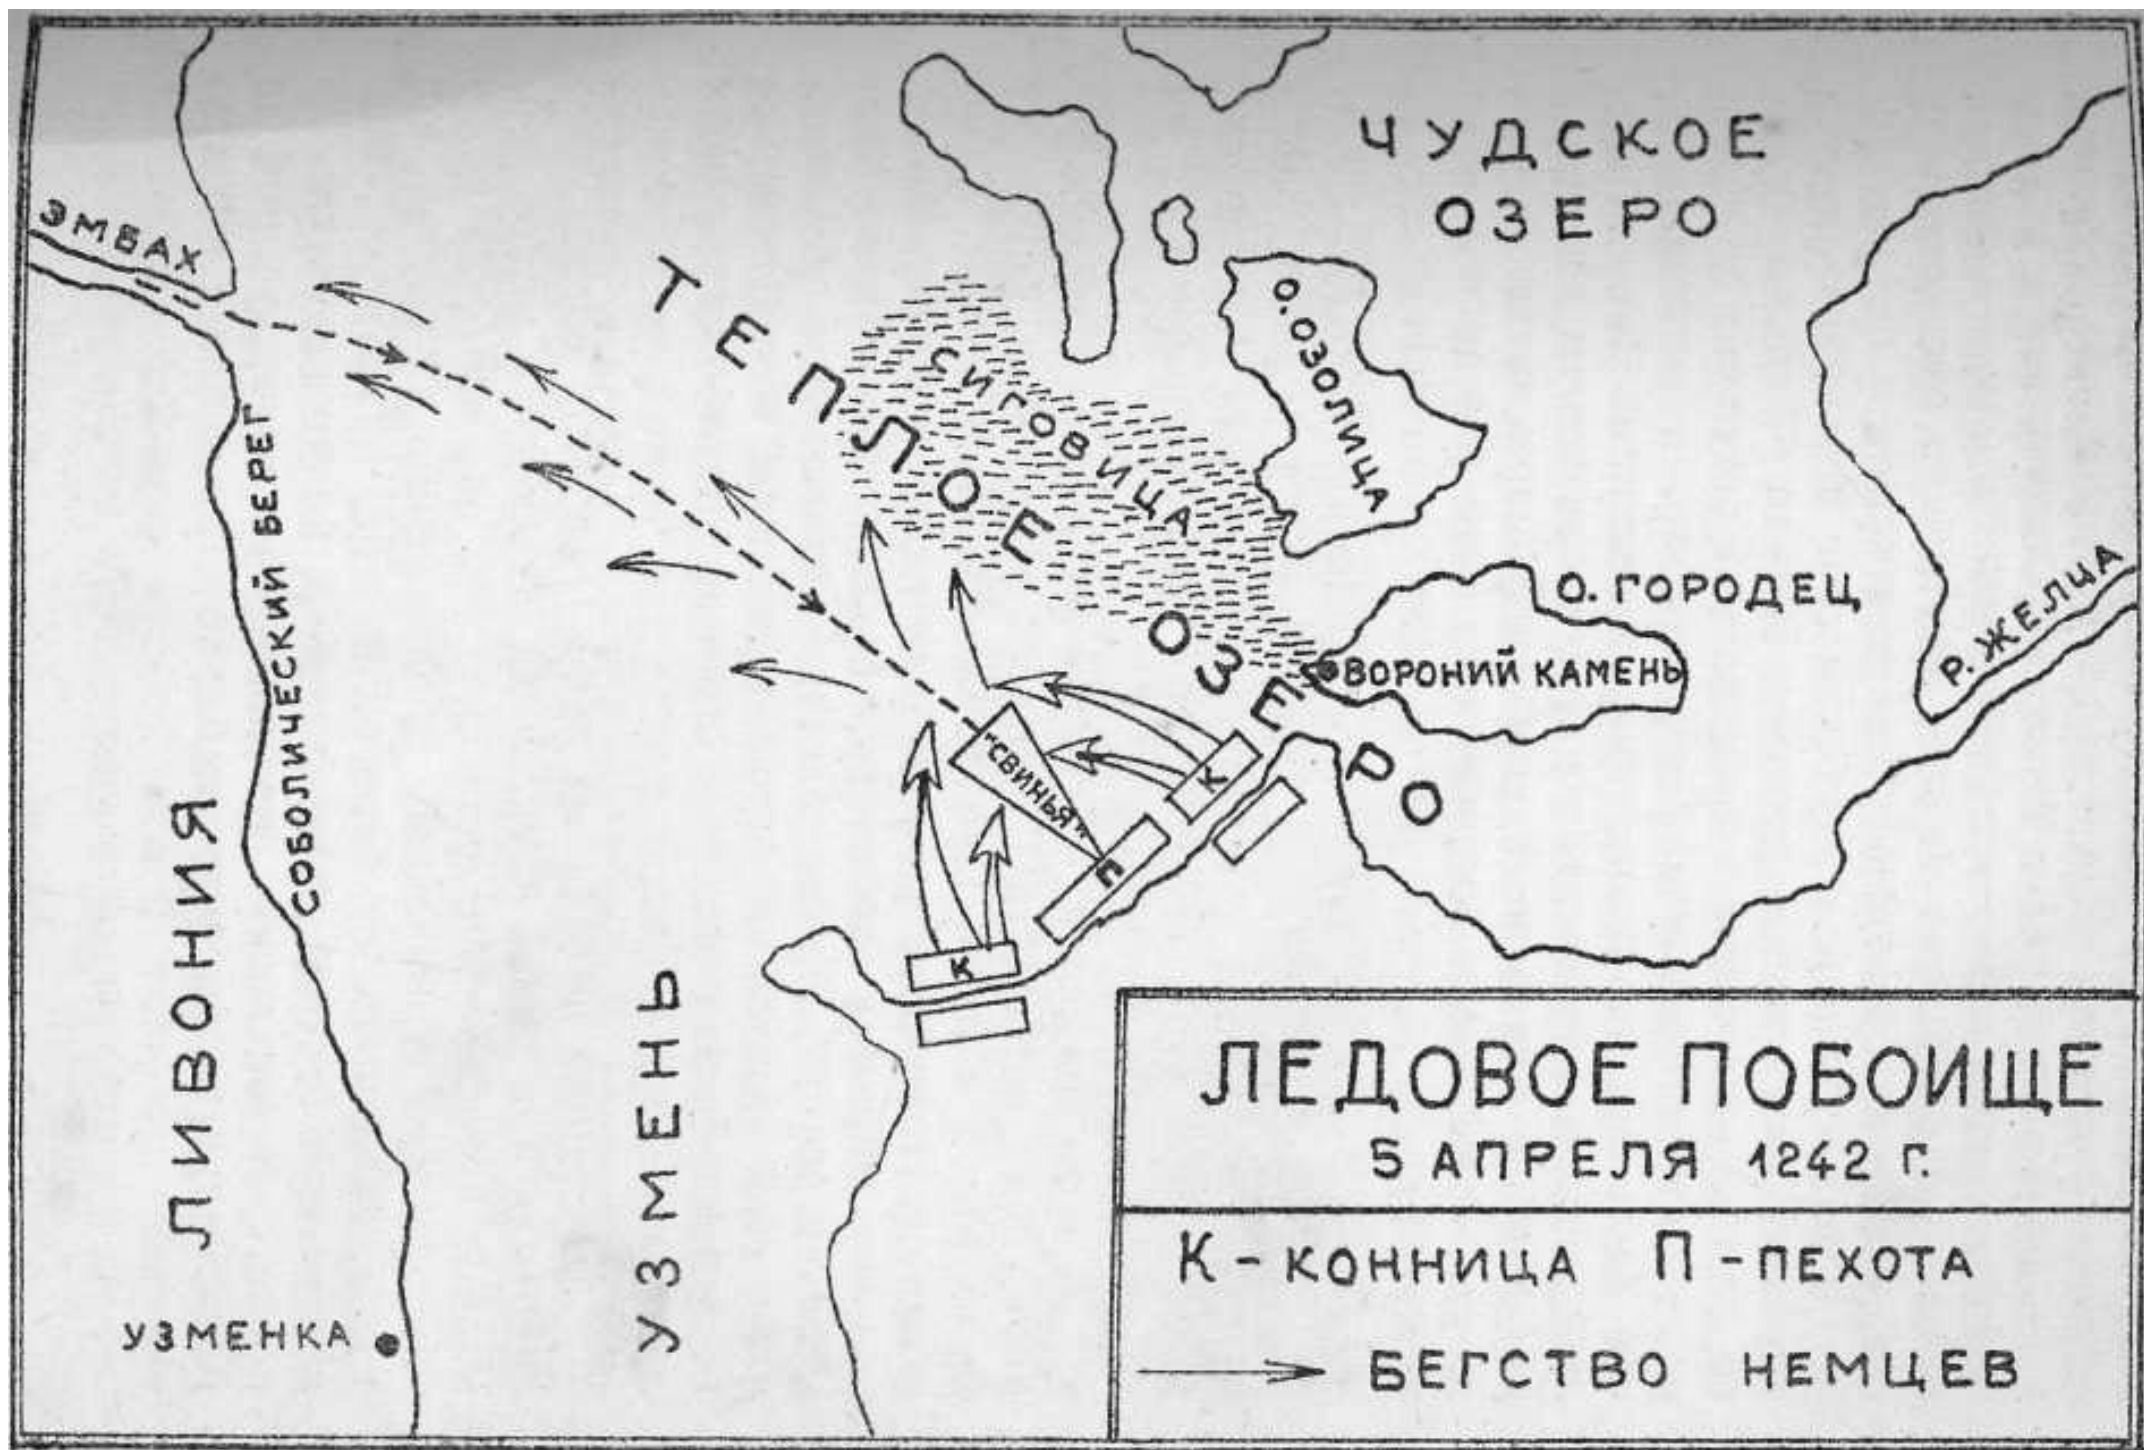 ЧУДСКОЕ
ОЗЕРО
ЭМБАХ
ТЕПЛОЕ ОЗЕРО
СИГОВИЦА
О. ОЗОЛИЦА
О. ГОРОДЕЦ
ВОРОНИЙ КАМЕНЬ
Р. ЖЕЛЦА
СОБОЛИЧЕСКИЙ БЕРЕГ
"СВИНЬЯ"
К
П
К
ЛИВОНИЯ
УЗМЕНЬ
УЗМЕНКА
ЛЕДОВОЕ ПОБОИЩЕ
5 АПРЕЛЯ 1242 Г.
К - КОННИЦА П - ПЕХОТА
БЕГСТВО НЕМЦЕВ